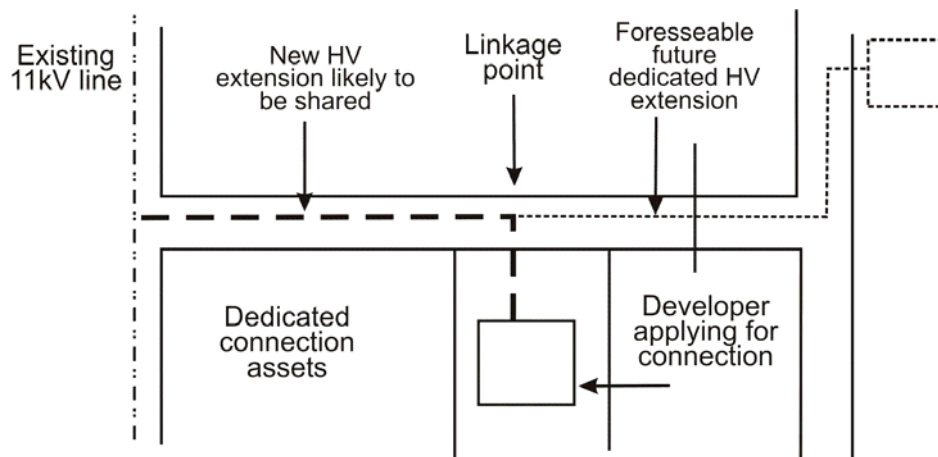 Existing
11kV line
New HV
extension likely to
be shared
Linkage
point
Foresseable
future
dedicated HV
extension
Dedicated
connection
assets
Developer
applying for
connection